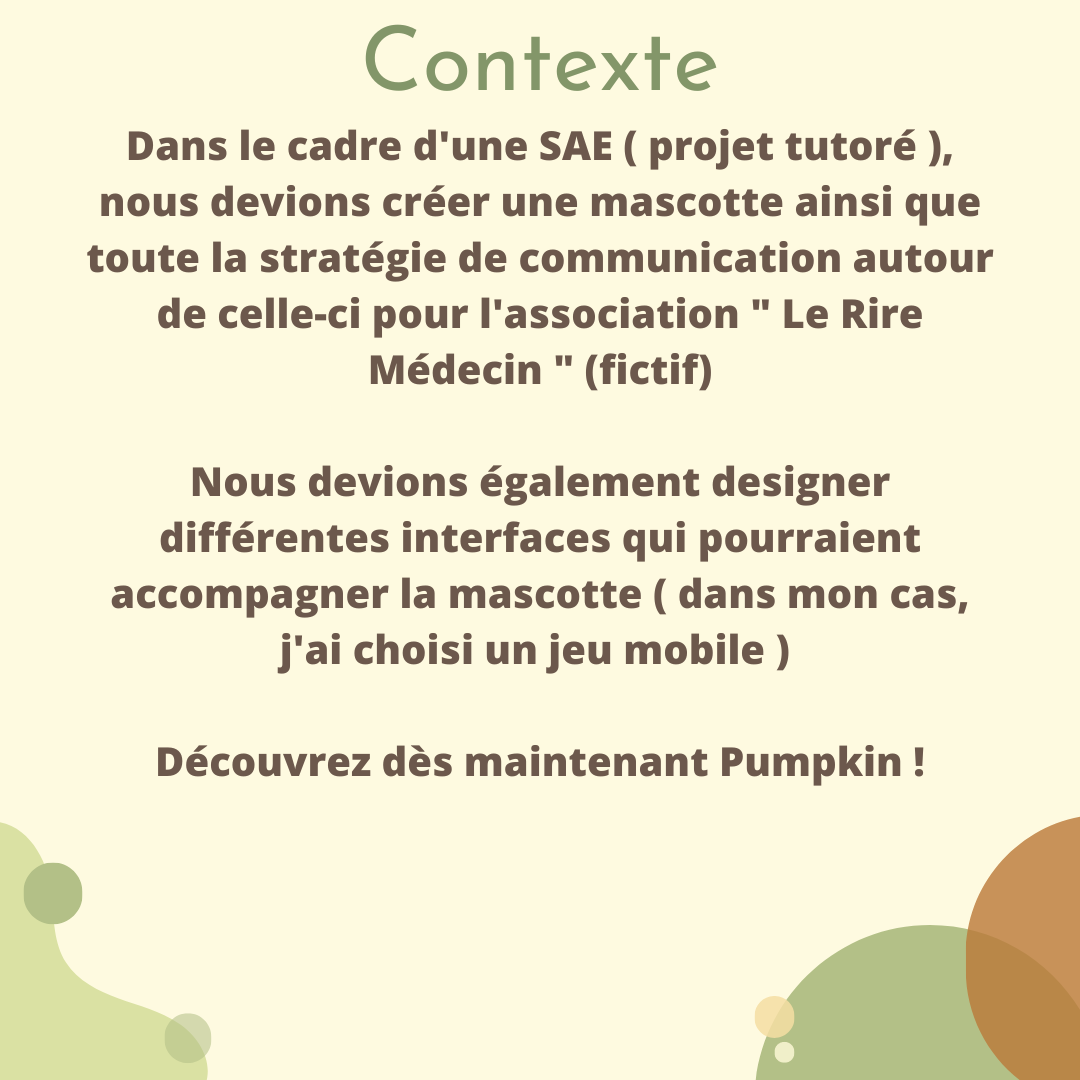 Contexte
Dans le cadre d'une SAE ( projet tutoré ),
nous devions créer une mascotte ainsi que
toute la stratégie de communication autour
de celle-ci pour l'association " Le Rire
Médecin " (fictif)
Nous devions également designer
différentes interfaces qui pourraient
accompagner la mascotte ( dans mon cas,
j'ai choisi un jeu mobile )
Découvrez dès maintenant Pumpkin !